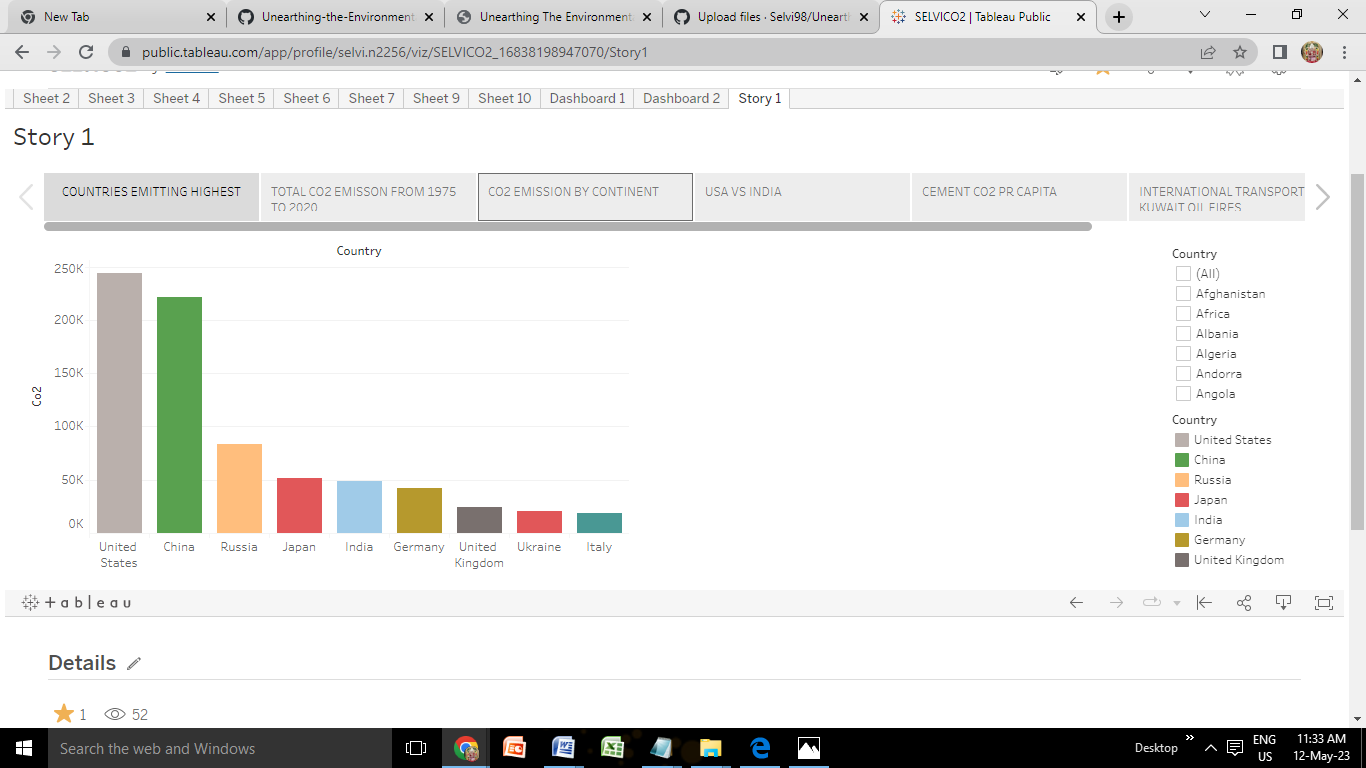 New Tab
Unearthing-the-Environment
Unearthing The Environment
Upload files · Selvi98/Unearth
SELVICO2 | Tableau Public
public.tableau.com/app/profile/selvi.n2256/viz/SELVICO2_16838198947070/Story1
Sheet 2 Sheet 3 Sheet 4 Sheet 5 Sheet 6 Sheet 7 Sheet 9 Sheet 10 Dashboard 1 Dashboard 2 Story 1
Story 1
COUNTRIES EMITTING HIGHEST
TOTAL CO2 EMISSON FROM 1975
TO 2020
CO2 EMISSION BY CONTINENT
USA VS INDIA
CEMENT CO2 PR CAPITA
INTERNATIONAL TRANSPORT
KUWAIT OIL FIRES
Country
Co2
250K
200K
150K
100K
50K
0K
United
States
China
Russia
Japan
India
Germany
United
Kingdom
Ukraine
Italy
Country
(All)
Afghanistan
Africa
Albania
Algeria
Andorra
Angola
Country
United States
China
Russia
Japan
India
Germany
United Kingdom
+ a b | e a u
Details
1 52
Search the web and Windows
Desktop
ENG
US
11:33 AM
12-May-23